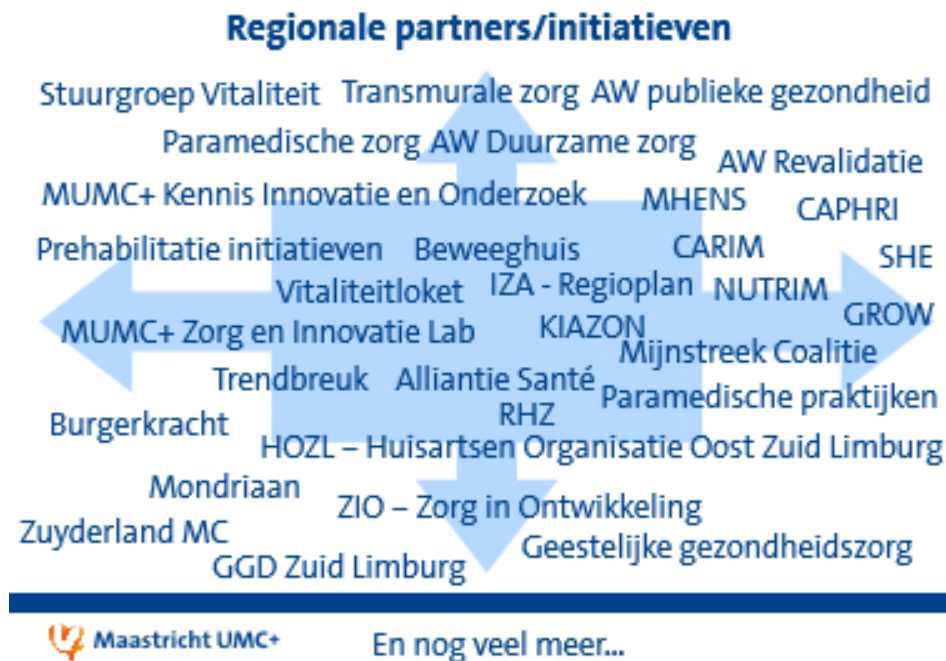 Regionale partners/initiatieven
Stuurgroep Vitaliteit
Transmurale zorg
AW publieke gezondheid
Paramedische zorg
AW Duurzame zorg
AW Revalidatie
MUMC+ Kennis Innovatie en Onderzoek
MHENS
CAPHRI
Prehabilitatie initiatieven
Beweeghuis
CARIM
SHE
Vitaliteitloket
IZA - Regioplan
NUTRIM
GROW
MUMC+ Zorg en Innovatie Lab
KIAZON
Mijnstreek Coalitie
Trendbreuk
Alliantie Santé
Paramedische praktijken
RHZ
Burgerkracht
HOZL – Huisartsen Organisatie Oost Zuid Limburg
Mondriaan
ZIO – Zorg in Ontwikkeling
Zuyderland MC
Geestelijke gezondheidszorg
GGD Zuid Limburg
Maastricht UMC+
En nog veel meer...